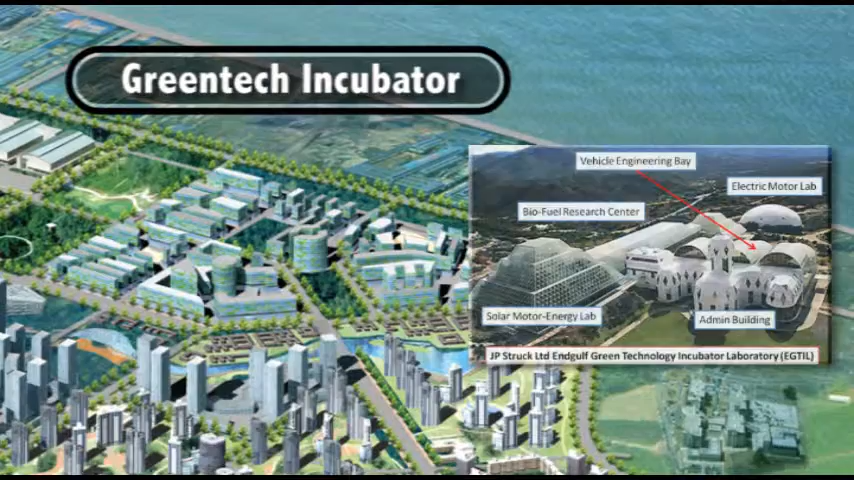 Greentech Incubator
Vehicle Engineering Bay
Electric Motor Lab
Bio-Fuel Research Center
Solar Motor-Energy Lab
Admin Building
JP Struck Ltd Endgulf Green Technology Incubator Laboratory (EGTIL)